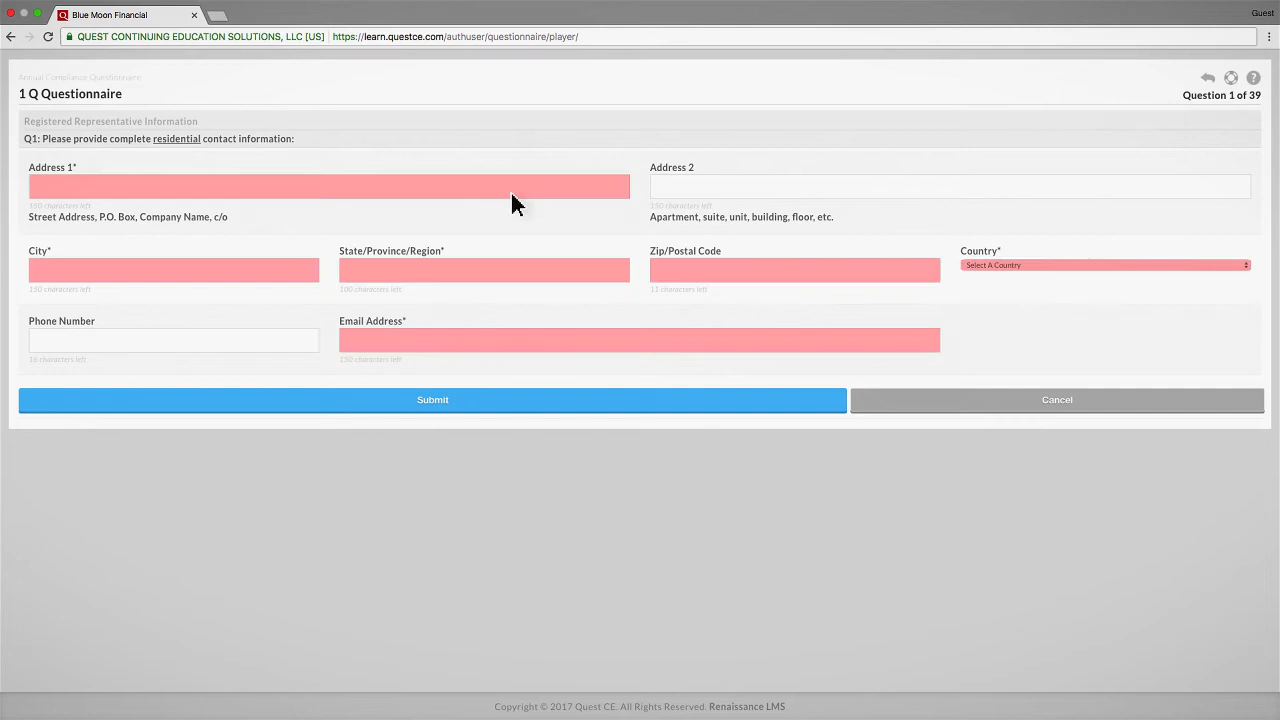 Blue Moon Financial
Guest
QUEST CONTINUING EDUCATION SOLUTIONS, LLC [US] https://learn.questce.com/authuser/questionnaire/player/
Annual Compliance Questionnaire
1 Q Questionnaire
Question 1 of 39
Registered Representative Information
Q1: Please provide complete residential contact information:
Address 1*
Address 2
150 characters left
150 characters left
Street Address, P.O. Box, Company Name, c/o
Apartment, suite, unit, building, floor, etc.
City*
State/Province/Region*
Zip/Postal Code
Country*
Select A Country
150 characters left
100 characters left
11 characters left
Phone Number
Email Address*
16 characters left
150 characters left
Submit
Cancel
Copyright © 2017 Quest CE. All Rights Reserved. Renaissance LMS